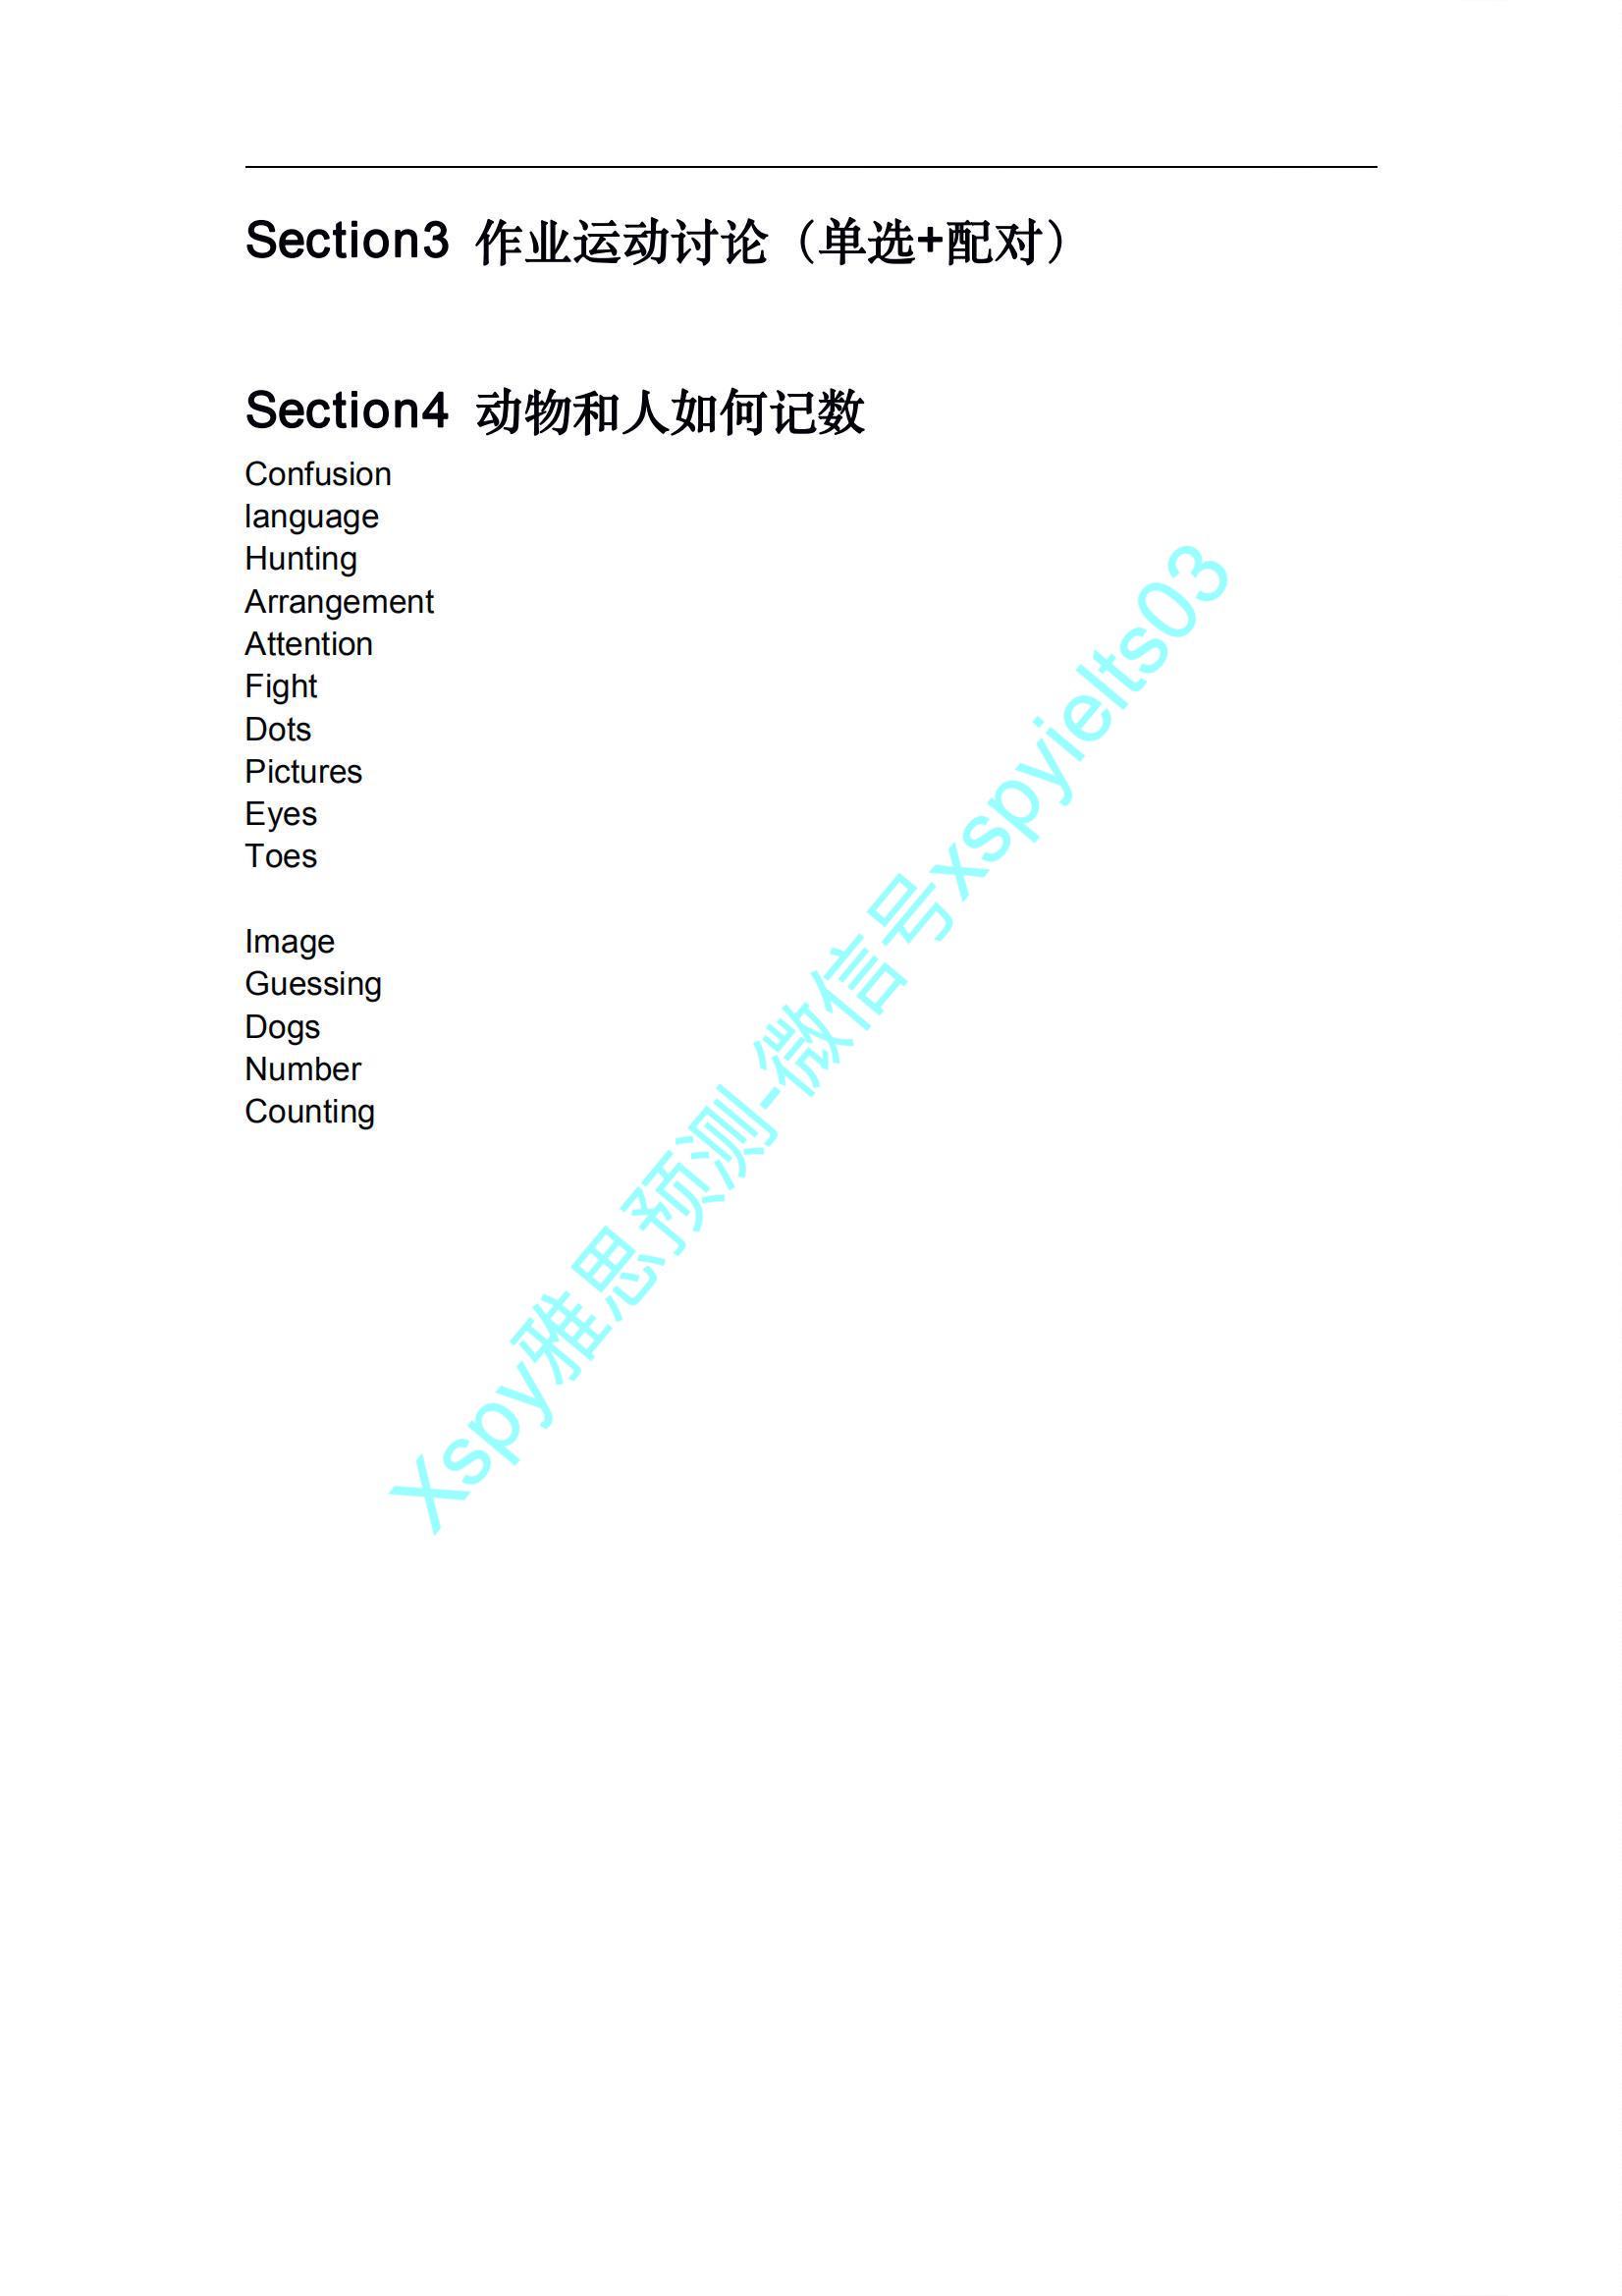 Section3 作业运动讨论（单选+配对）
Section4 动物和人如何记数
Confusion
language
Hunting
Arrangement
Attention
Fight
Dots
Pictures
Eyes
Toes
Image
Guessing
Dogs
Number
Counting
Xspy雅思预测-微信号xspyielts03